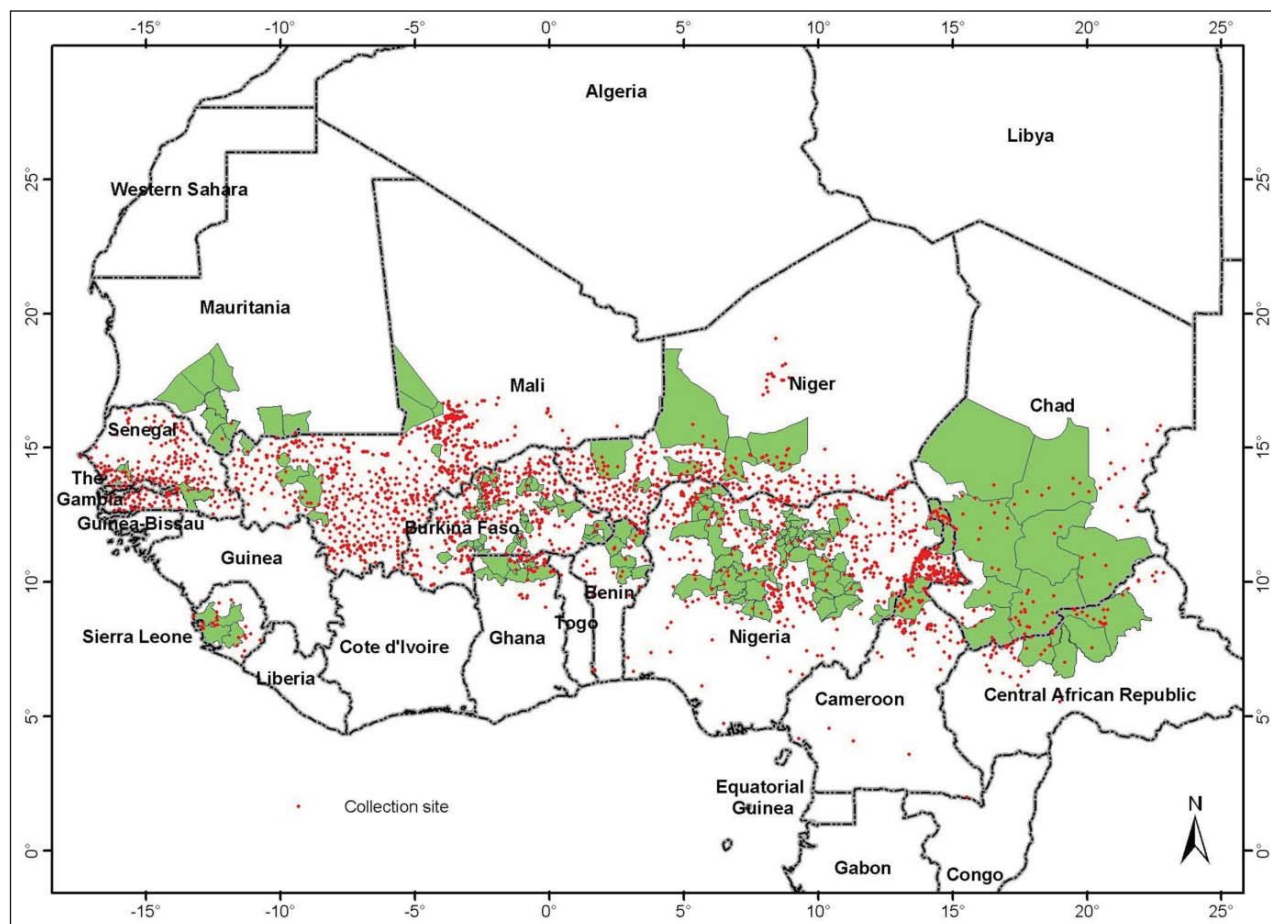 -15° -10° -5° 0° 5° 10° 15° 20° 25°
Algeria
Libya
25° 25°
Western Sahara
20° 20°
Mauritania
Mali
Niger
Chad
15° 15°
Senegal
The
Gambia
Guinea-Bissau
Burkina Faso
Guinea
10° 10°
Benin
Sierra Leone
Togo
Ghana
Nigeria
Cote d'Ivoire
Liberia
Central African Republic
Cameroon
5° 5°
Equatorial
Guinea
Collection site
N
0° 0°
Gabon
Congo
-15° -10° -5° 0° 5° 10° 15° 20° 25°